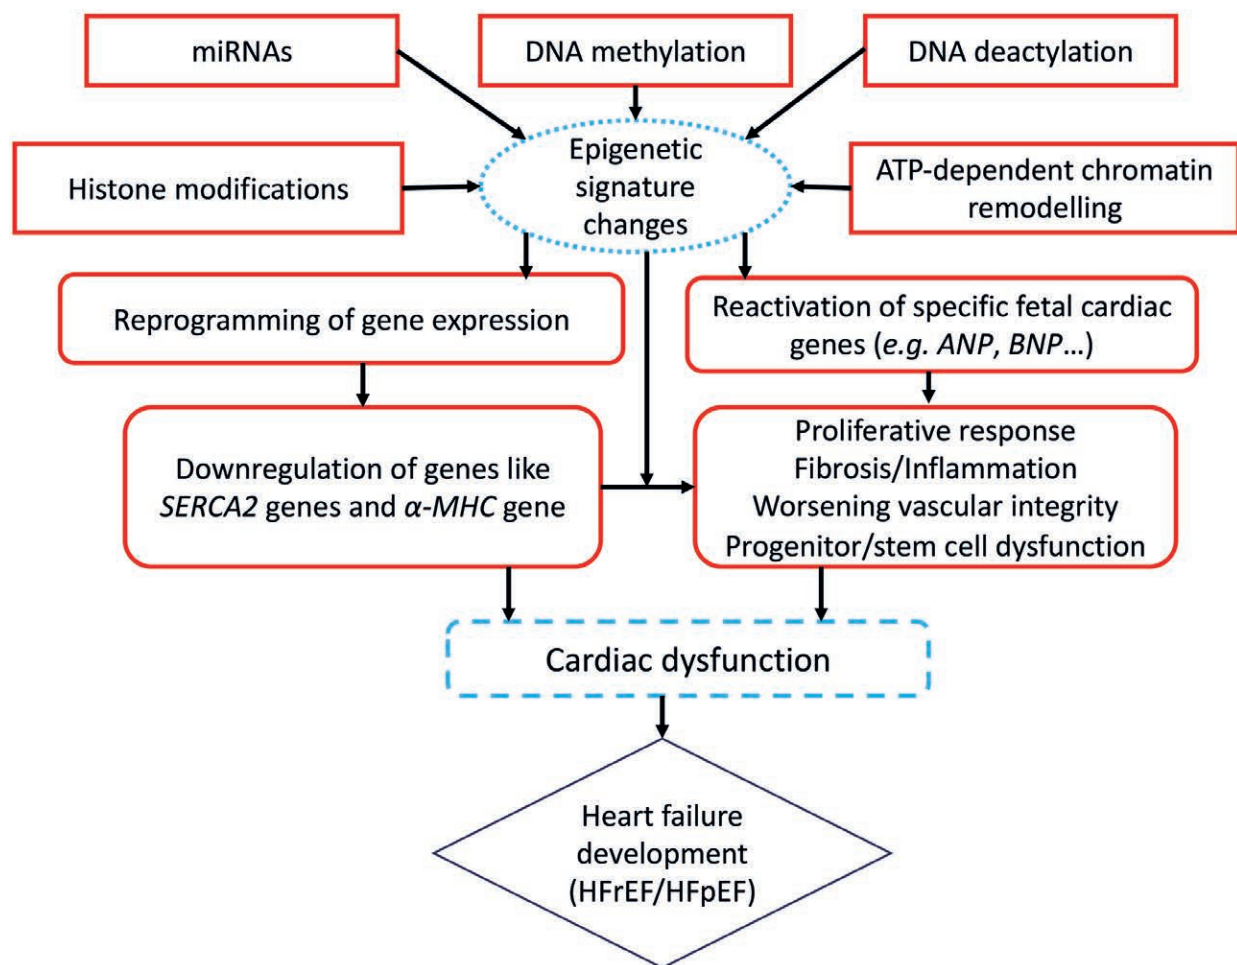 miRNAs
DNA methylation
DNA deactylation
Histone modifications
Epigenetic
signature
changes
ATP-dependent chromatin
remodelling
Reprogramming of gene expression
Reactivation of specific fetal cardiac
genes (e.g. ANP, BNP...)
Downregulation of genes like
SERCA2 genes and α-MHC gene
Proliferative response
Fibrosis/Inflammation
Worsening vascular integrity
Progenitor/stem cell dysfunction
Cardiac dysfunction
Heart failure
development
(HFrEF/HFpEF)